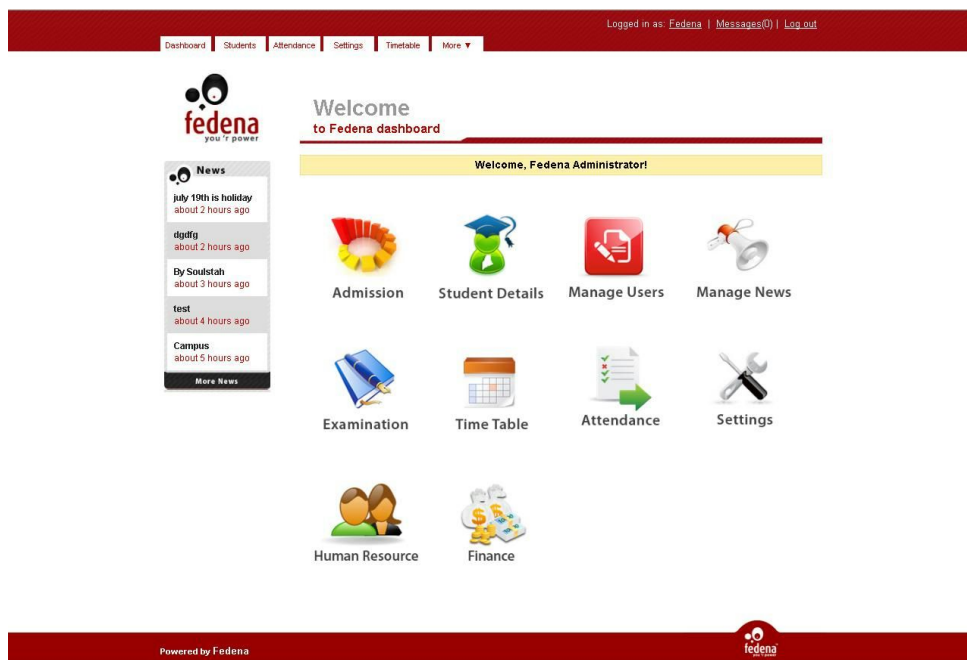 Logged in as: Fedena | Messages(0) | Log out
Dashboard Students Attendance Settings Timetable More ▼
fedena
you 'r power
Welcome
to Fedena dashboard
News
july 19th is holiday
about 2 hours ago
dgdfg
about 2 hours ago
By Soulstah
about 3 hours ago
test
about 4 hours ago
Campus
about 5 hours ago
More News
Welcome, Fedena Administrator!
Admission Student Details Manage Users Manage News
Examination Time Table Attendance Settings
Human Resource Finance
Powered by Fedena
fedena
you 'r power